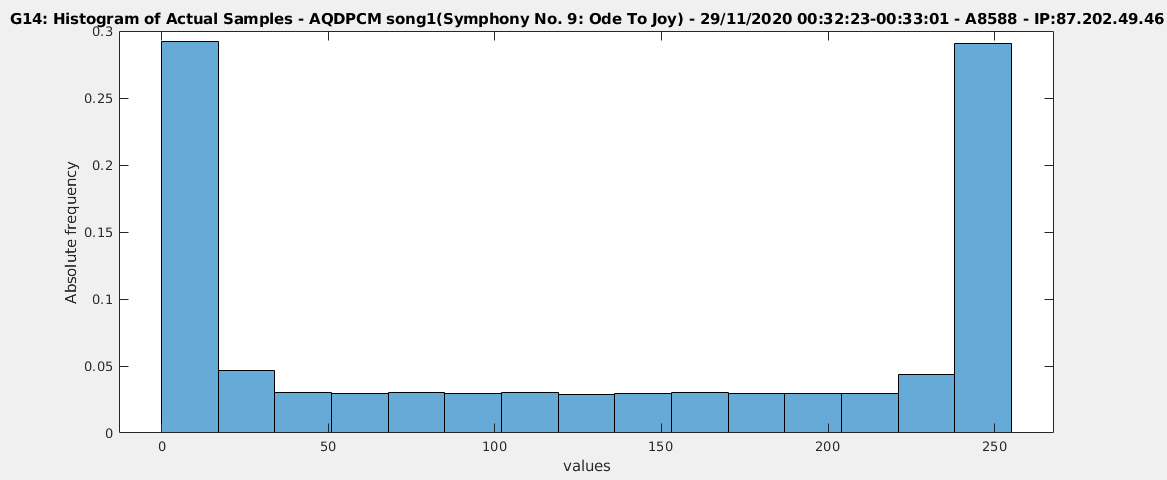 G14: Histogram of Actual Samples - AQDPCM song1(Symphony No. 9: Ode To Joy) - 29/11/2020 00:32:23-00:33:01 - A8588 - IP:87.202.49.46
0.3
0.25
0.2
0.15
0.1
0.05
0
Absolute frequency
0 50 100 150 200 250
values